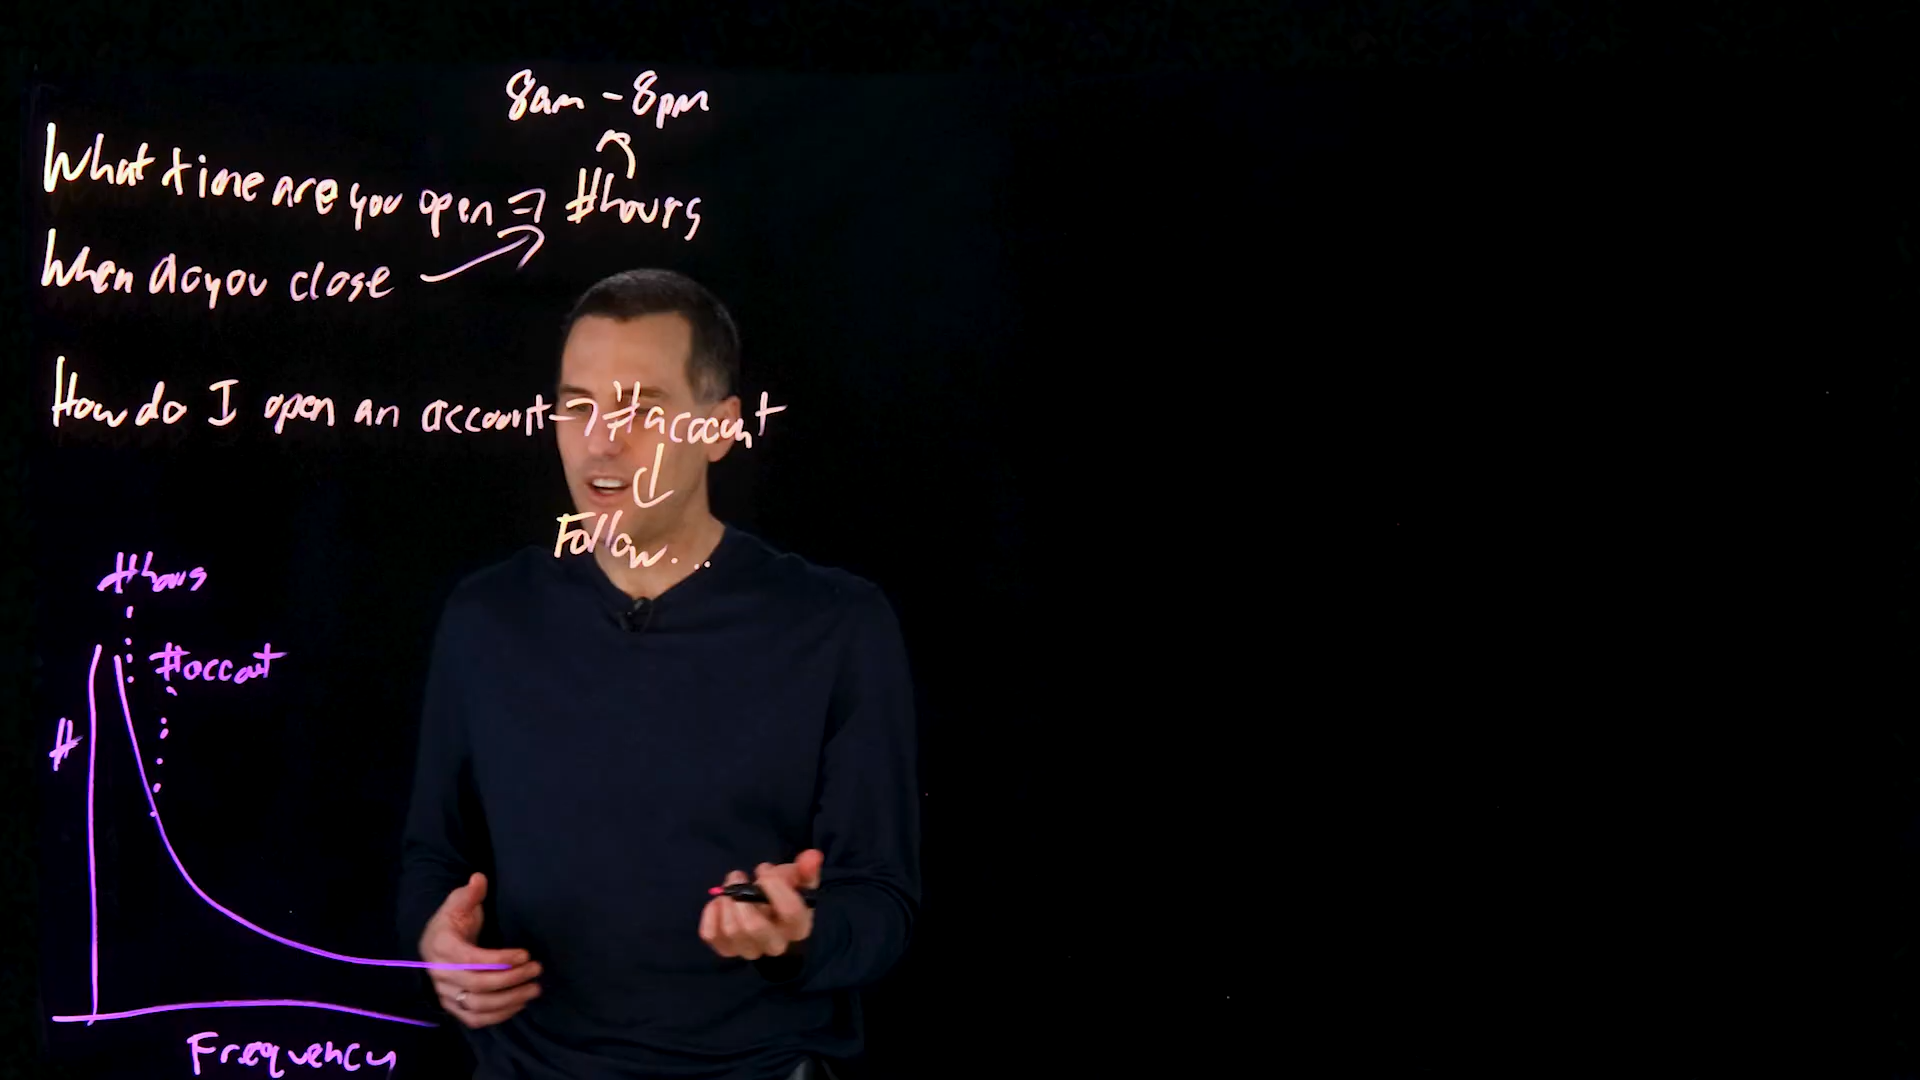 8am - 8pm
What time are you open → #hours
When do you close
How do I open an account → #account
Follow...
#hours
#account
#
Frequency